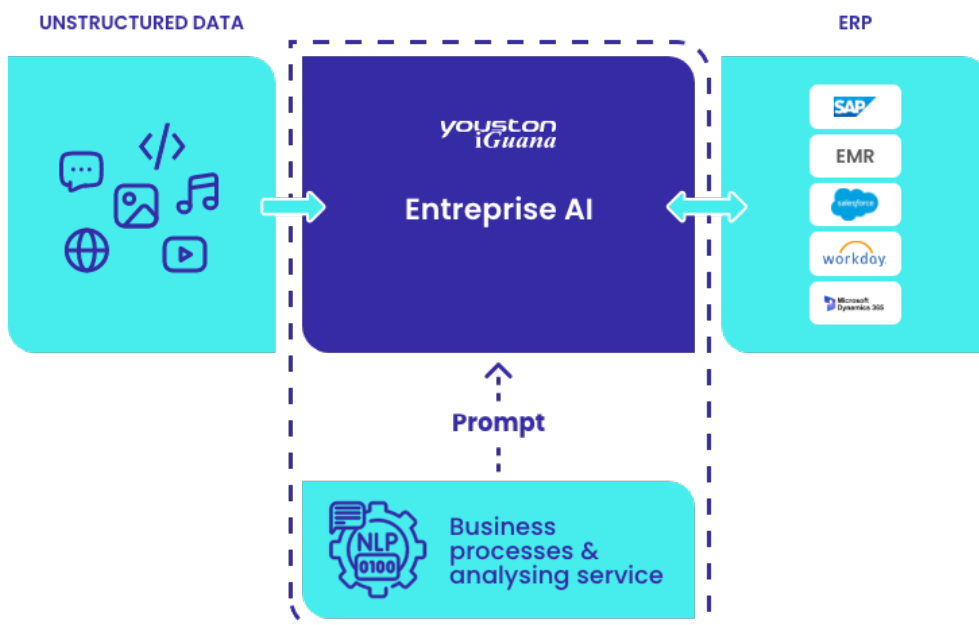 UNSTRUCTURED DATA
ERP
</>
youston
iGuana
Entreprise AI
SAP
EMR
salesforce
workday.
Microsoft
Dynamics 365
Prompt
NLP
0100
Business
processes &
analysing service